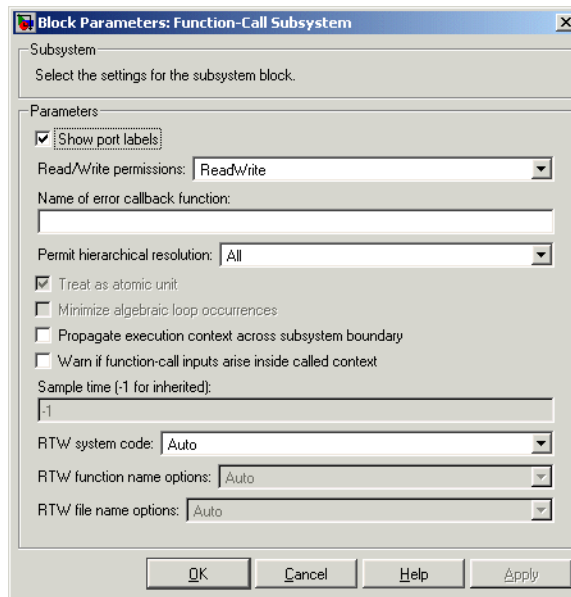 Block Parameters: Function-Call Subsystem
Subsystem
Select the settings for the subsystem block.
Parameters
Show port labels
Read/Write permissions: ReadWrite
Name of error callback function:
Permit hierarchical resolution: All
Treat as atomic unit
Minimize algebraic loop occurrences
Propagate execution context across subsystem boundary
Warn if function-call inputs arise inside called context
Sample time (-1 for inherited):
-1
RTW system code: Auto
RTW function name options: Auto
RTW file name options: Auto
OK Cancel Help Apply